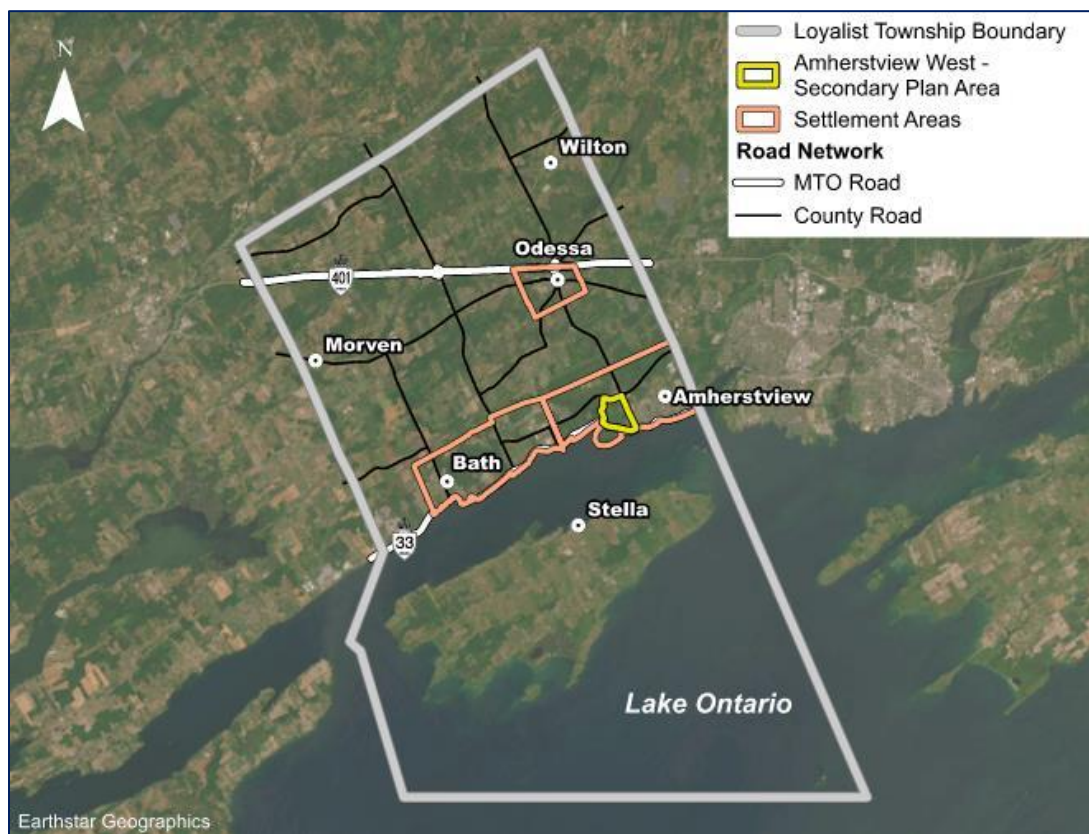 N
Loyalist Township Boundary
Amherstview West -
Secondary Plan Area
Settlement Areas
Road Network
MTO Road
County Road
Wilton
Odessa
401
Morven
Amherstview
Bath
Stella
33
Lake Ontario
Earthstar Geographics